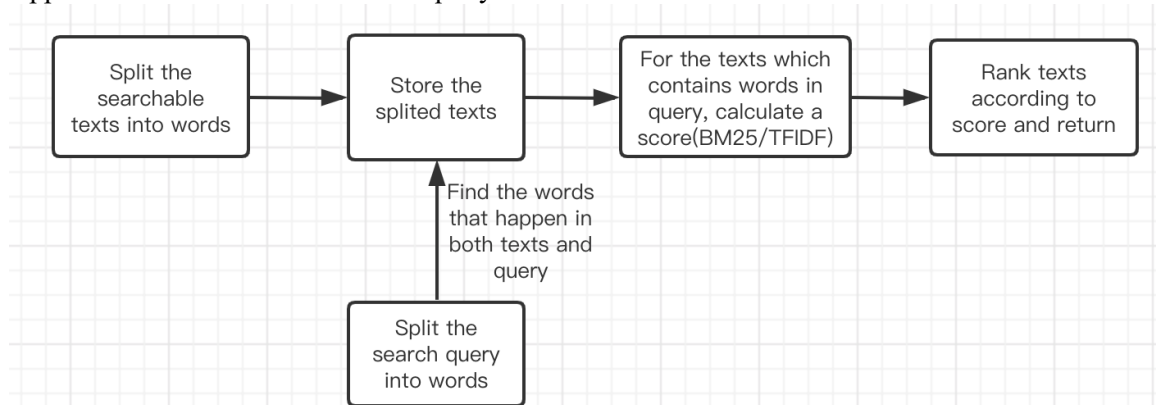 Split the
searchable
texts into words
Store the
splited texts
For the texts which
contains words in
query, calculate a
score(BM25/TFIDF)
Rank texts
according to
score and return
Find the words
that happen in
both texts and
query
Split the
search query
into words